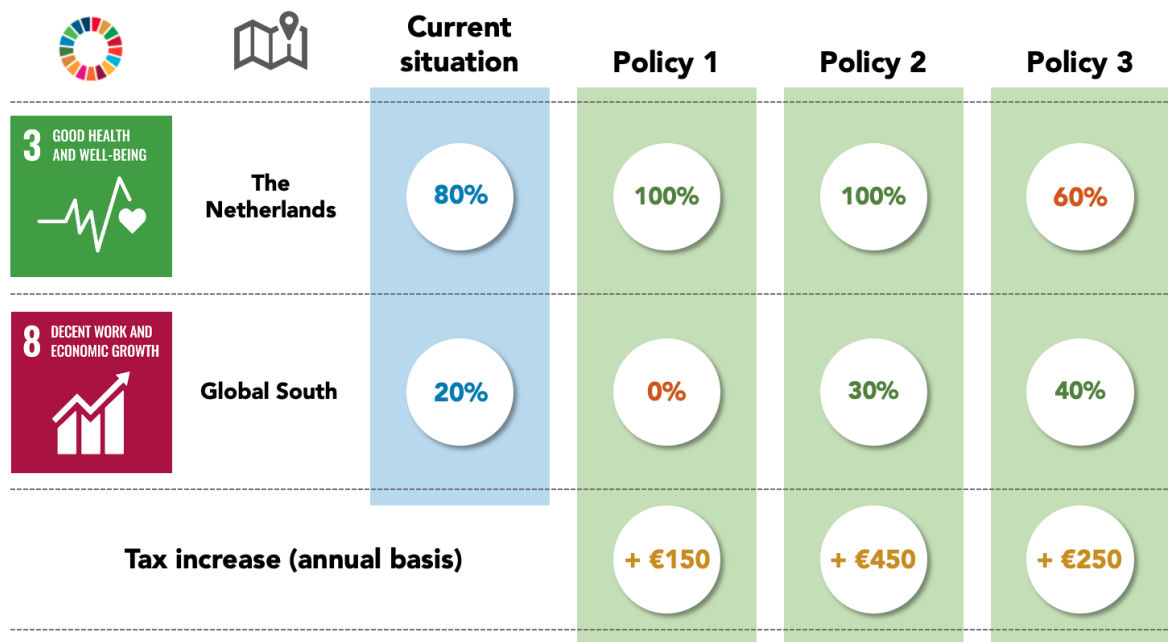 Current
situation
Policy 1
Policy 2
Policy 3
3 GOOD HEALTH
AND WELL-BEING
The
Netherlands
80%
100%
100%
60%
8 DECENT WORK AND
ECONOMIC GROWTH
Global South
20%
0%
30%
40%
Tax increase (annual basis)
+ €150
+ €450
+ €250